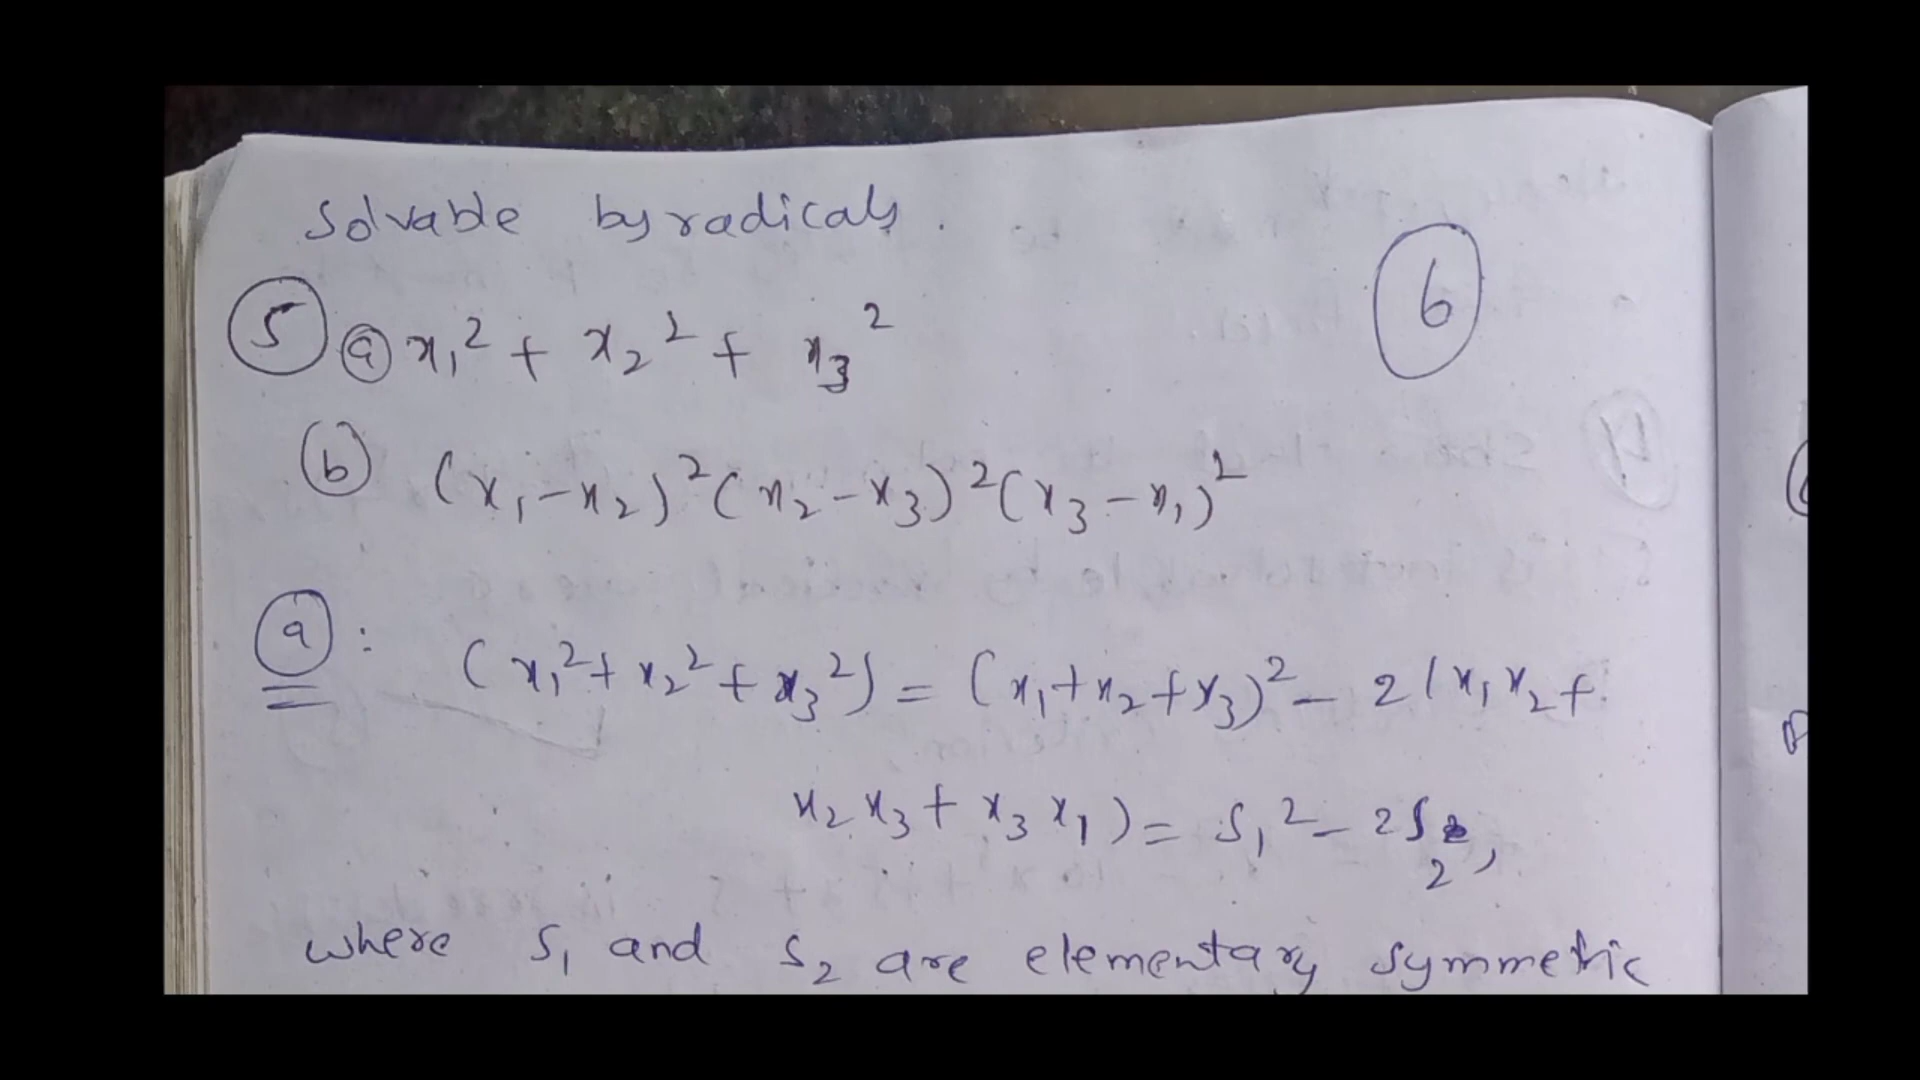 Solvable by radicals.
6
5 a x₁² + x₂² + x₃²
b (x₁-x₂)²(x₂-x₃)²(x₃-x₁)²
a : (x₁²+x₂²+x₃²) = (x₁+x₂+x₃)² - 2(x₁x₂+
x₂x₃+x₃x₁) = S₁² - 2S₂,
where S₁ and S₂ are elementary symmetric